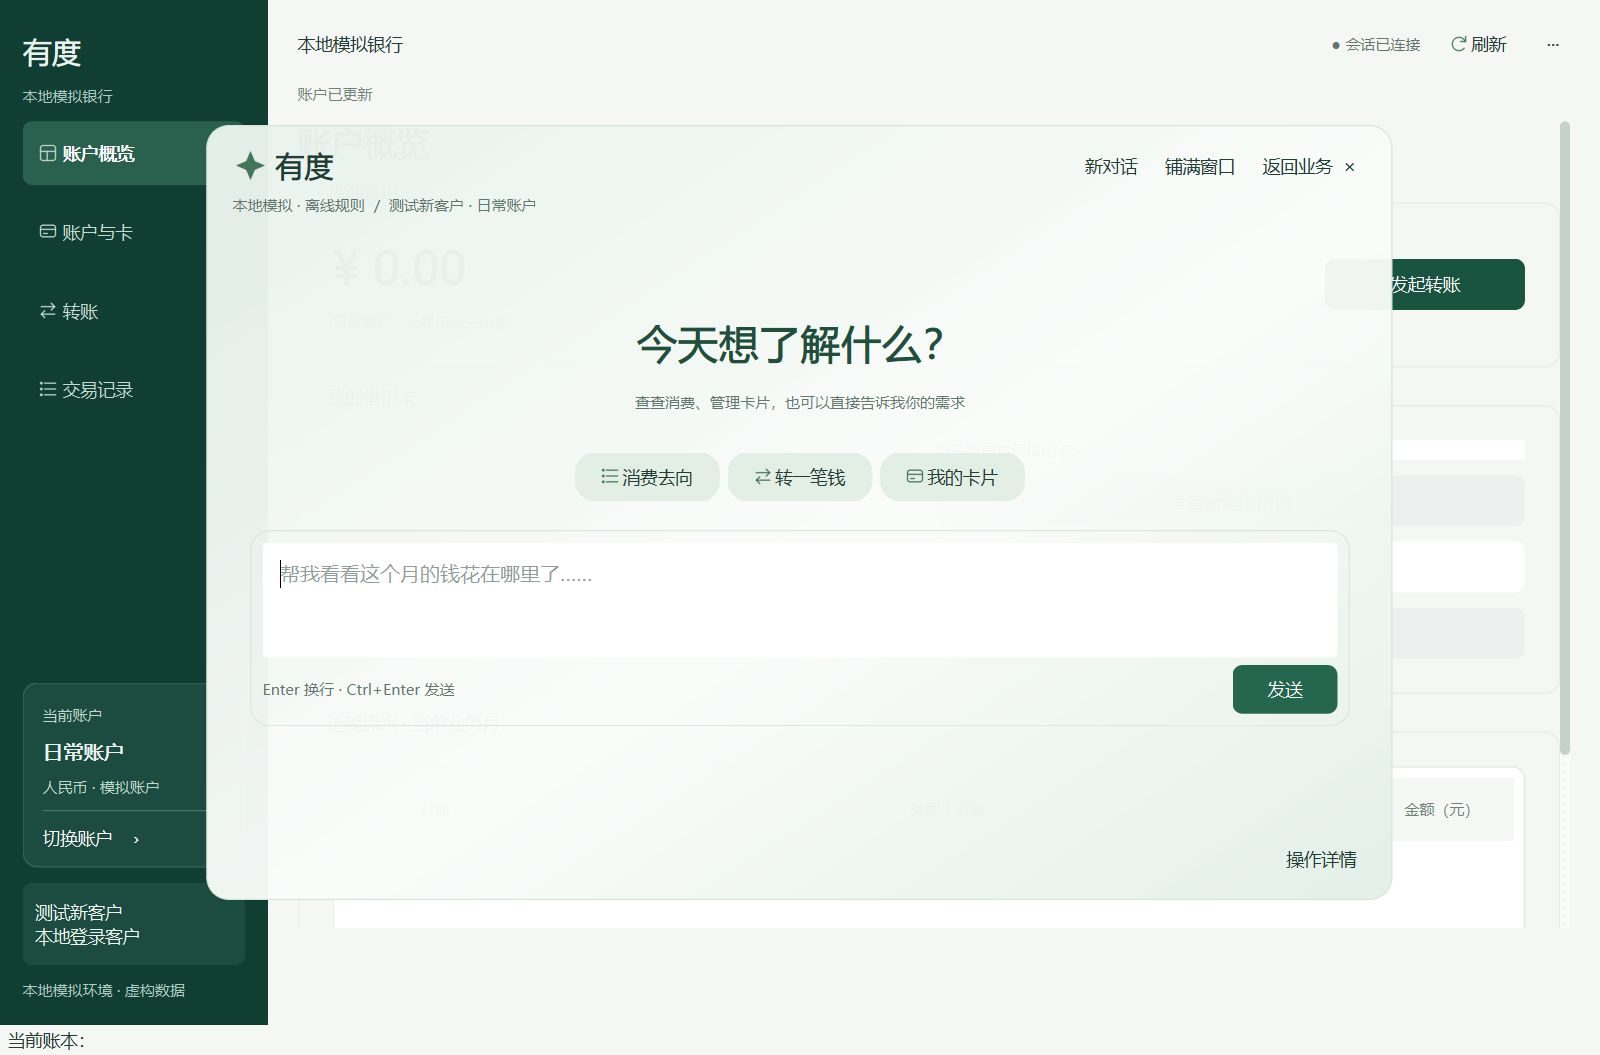 有度
本地模拟银行
账户概览
账户与卡
转账
交易记录
当前账户
日常账户
人民币 · 模拟账户
切换账户 ›
测试新客户
本地登录客户
本地模拟环境 · 虚构数据
当前账本：
本地模拟银行
● 会话已连接
刷新
···
账户已更新
账户概览
¥ 0.00
发起转账
金额（元）
有度
新对话
铺满窗口
返回业务 ×
本地模拟 · 离线规则 / 测试新客户 · 日常账户
今天想了解什么？
查查消费、管理卡片，也可以直接告诉我你的需求
消费去向
转一笔钱
我的卡片
帮我看看这个月的钱花在哪里了……
Enter 换行 · Ctrl+Enter 发送
发送
操作详情